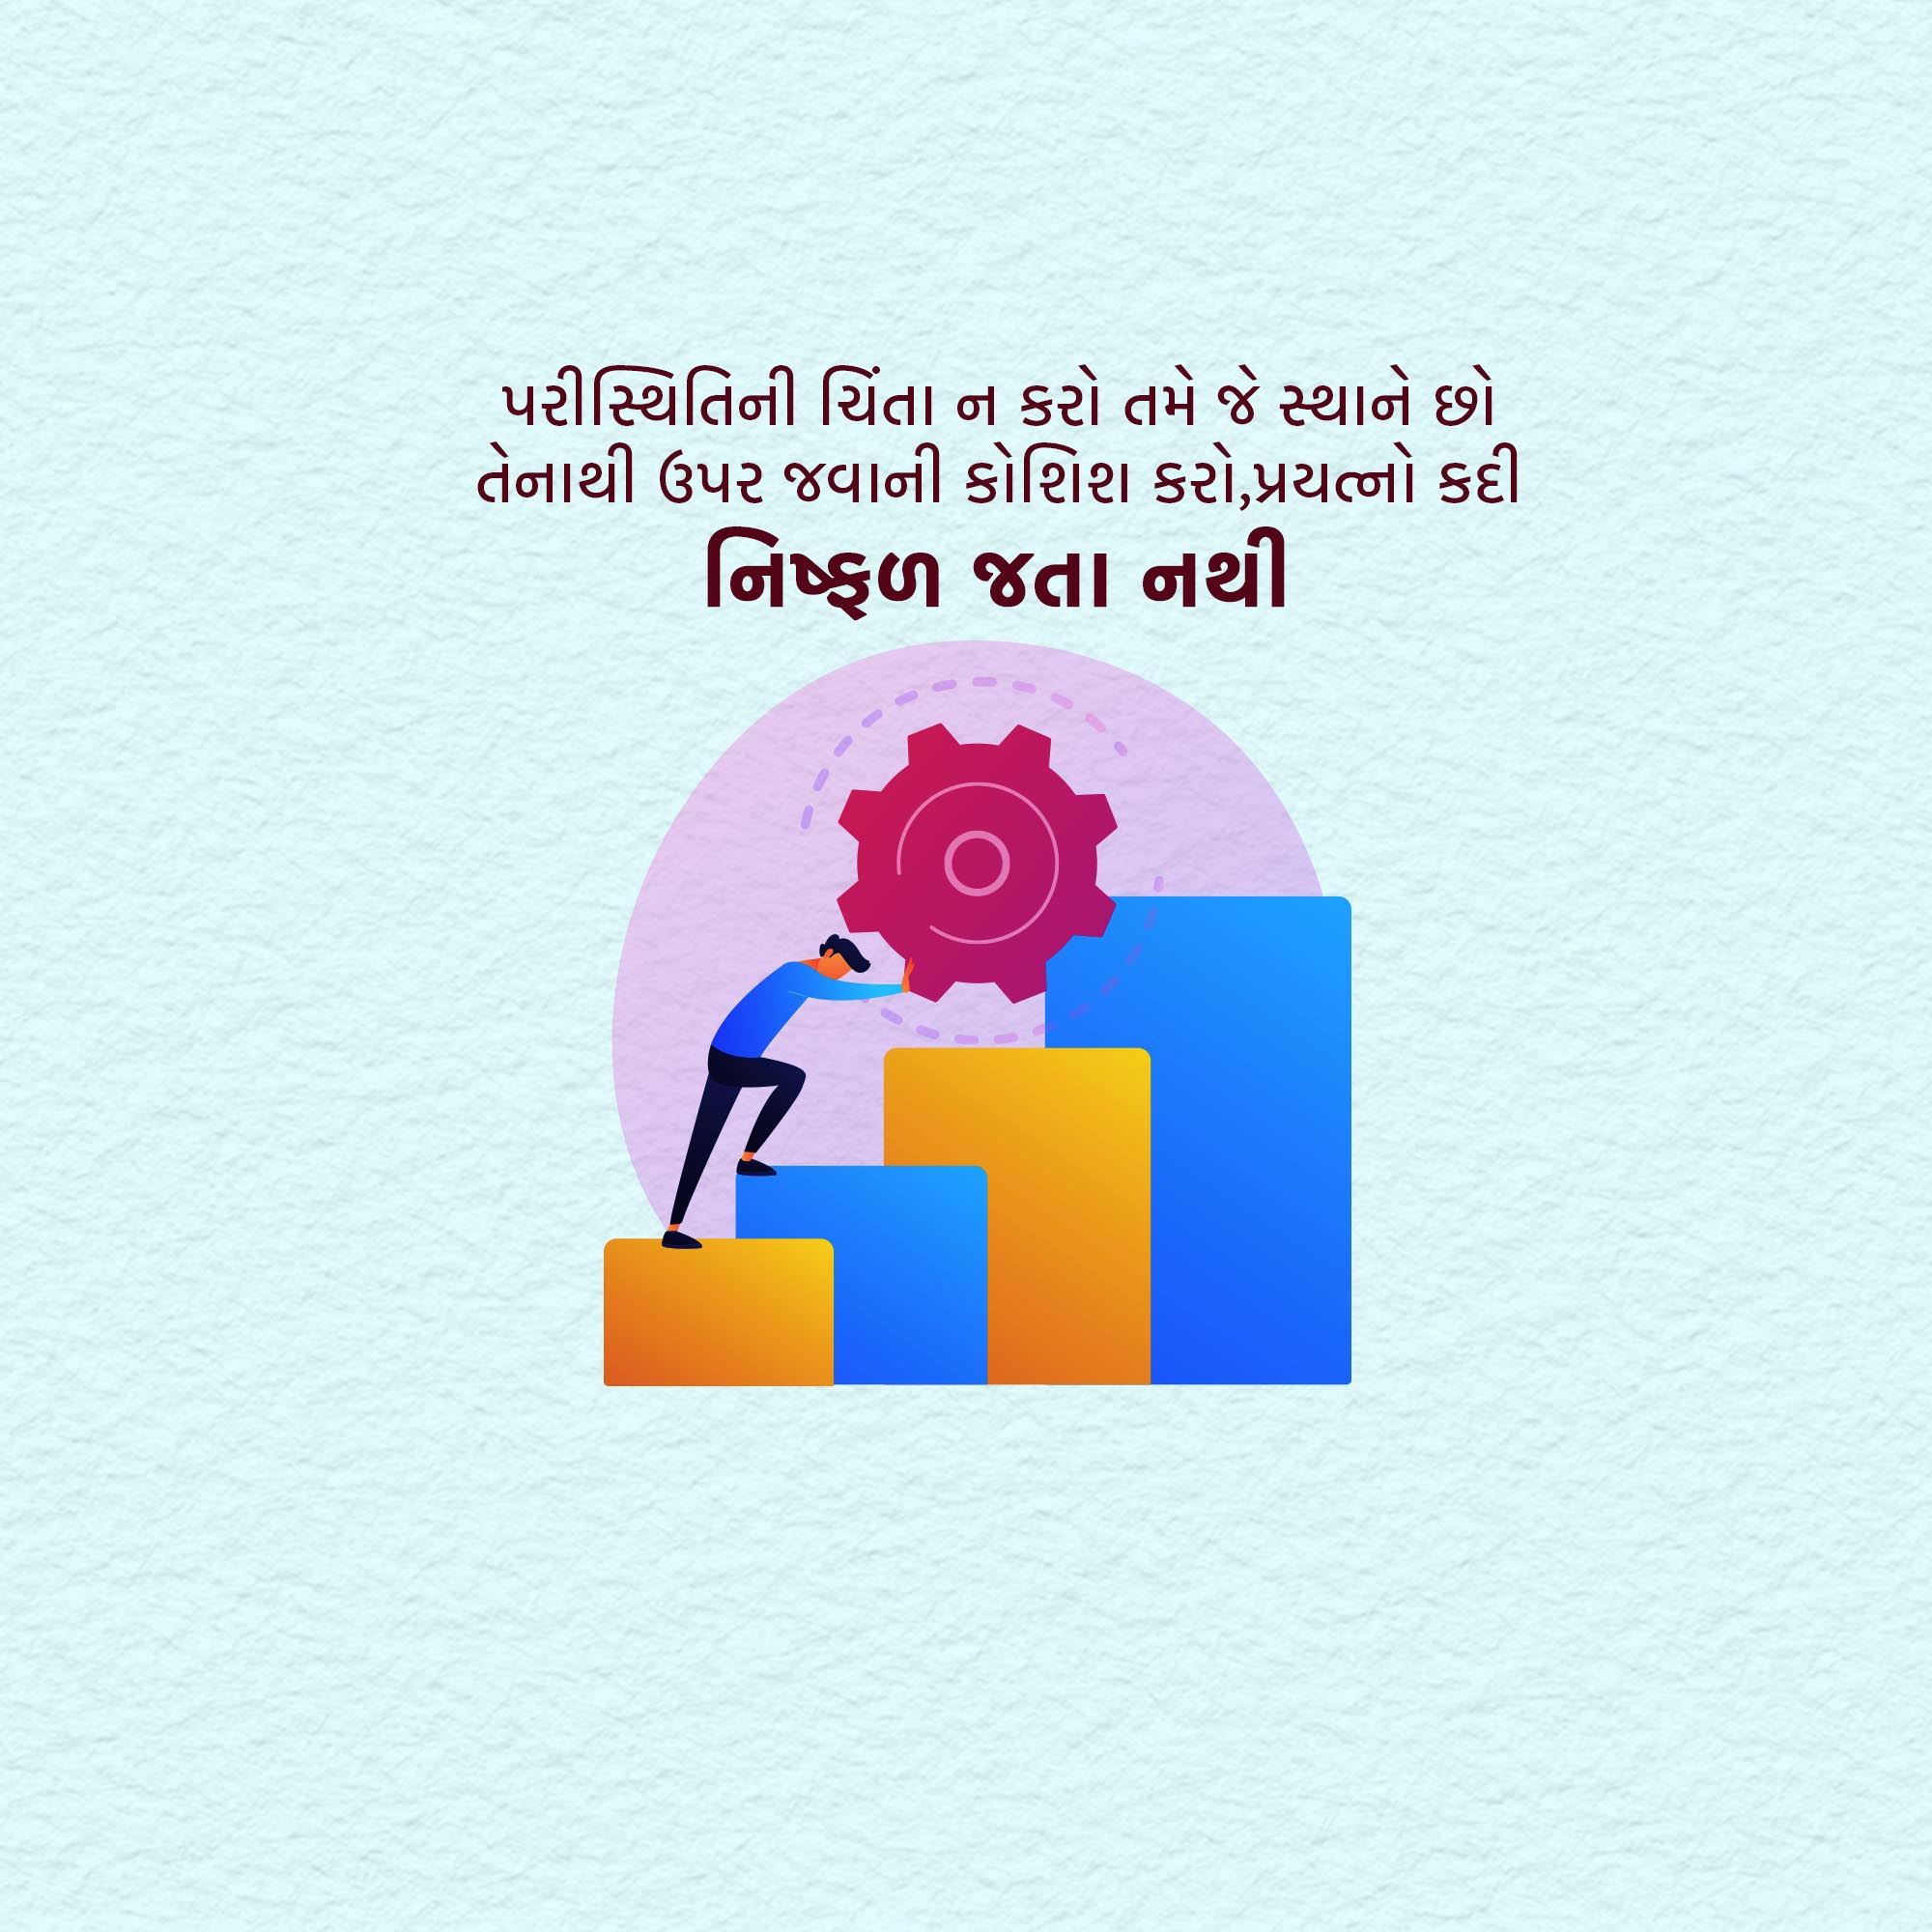 પરીસ્થિતિની ચિંતા ન કરો તમે જે સ્થાને છો
તેનાથી ઉપર જવાની કોશિશ કરો,પ્રયત્નો કદી
નિષ્ફળ જતા નથી